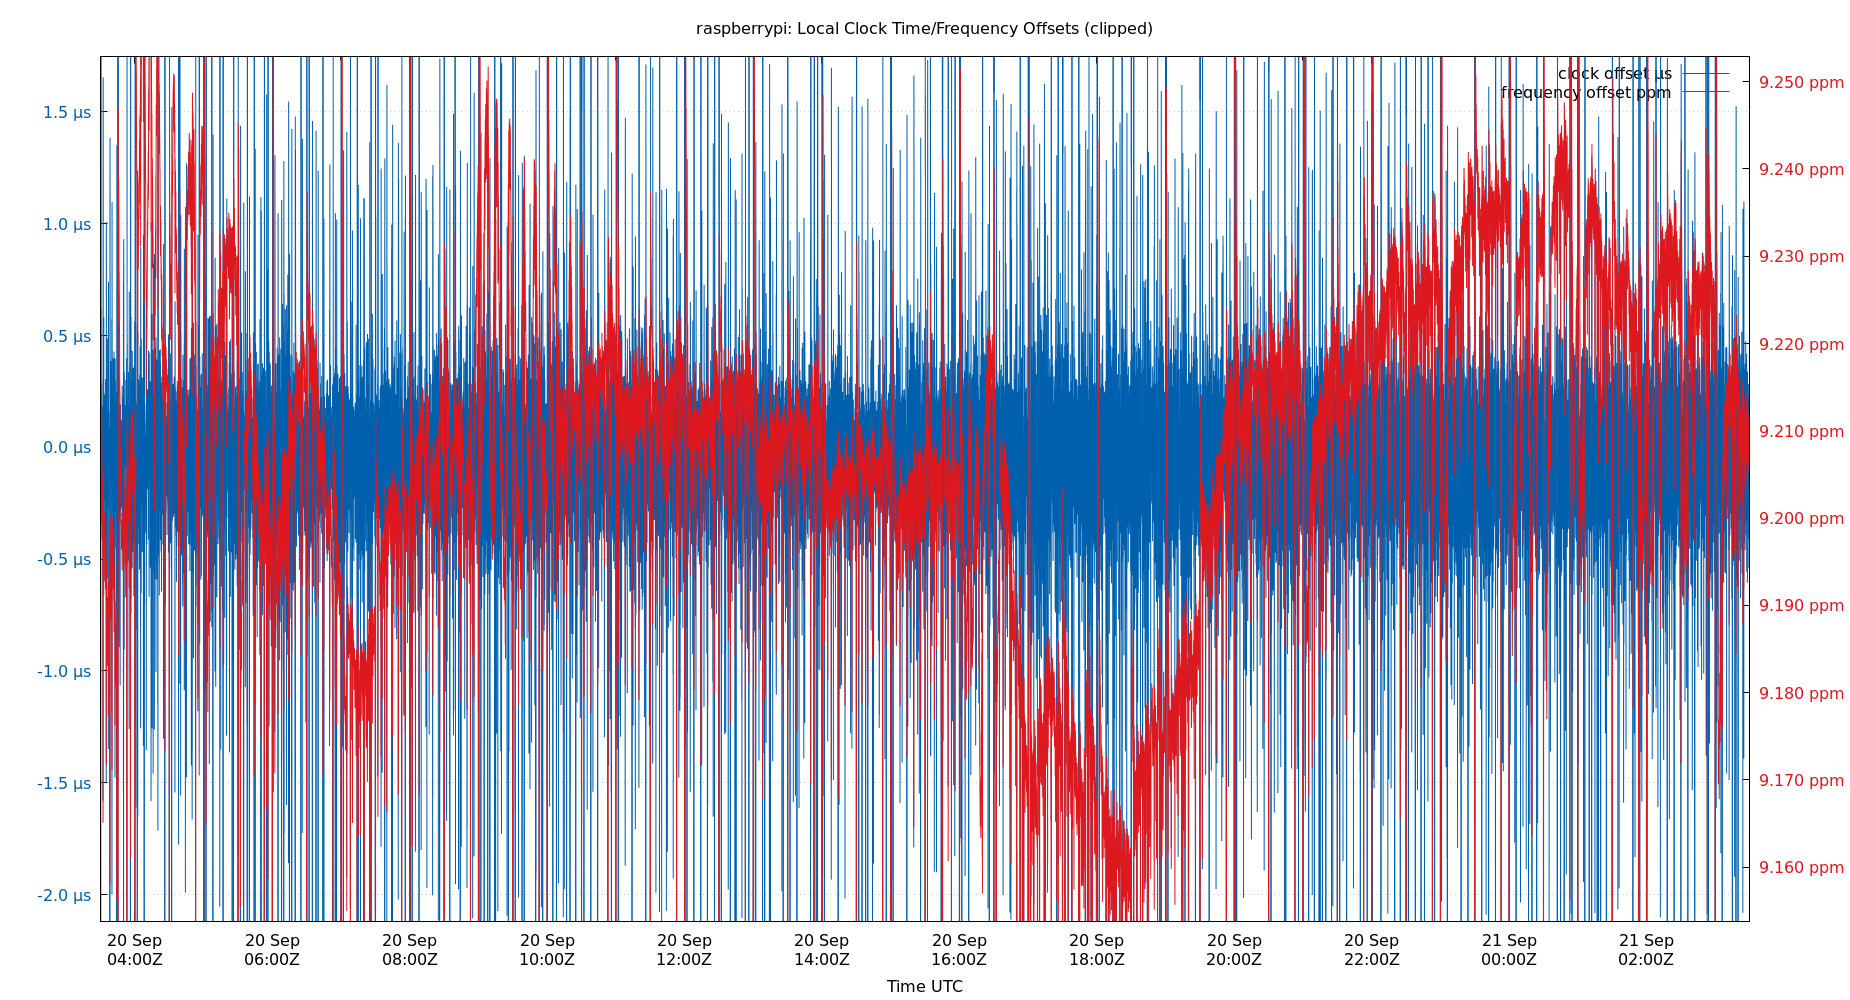 raspberrypi: Local Clock Time/Frequency Offsets (clipped)
clock offset µs
frequency offset ppm
1.5 µs
1.0 µs
0.5 µs
0.0 µs
-0.5 µs
-1.0 µs
-1.5 µs
-2.0 µs
9.250 ppm
9.240 ppm
9.230 ppm
9.220 ppm
9.210 ppm
9.200 ppm
9.190 ppm
9.180 ppm
9.170 ppm
9.160 ppm
20 Sep 20 Sep 20 Sep 20 Sep 20 Sep 20 Sep 20 Sep 20 Sep 20 Sep 20 Sep 21 Sep 21 Sep
04:00Z 06:00Z 08:00Z 10:00Z 12:00Z 14:00Z 16:00Z 18:00Z 20:00Z 22:00Z 00:00Z 02:00Z
Time UTC